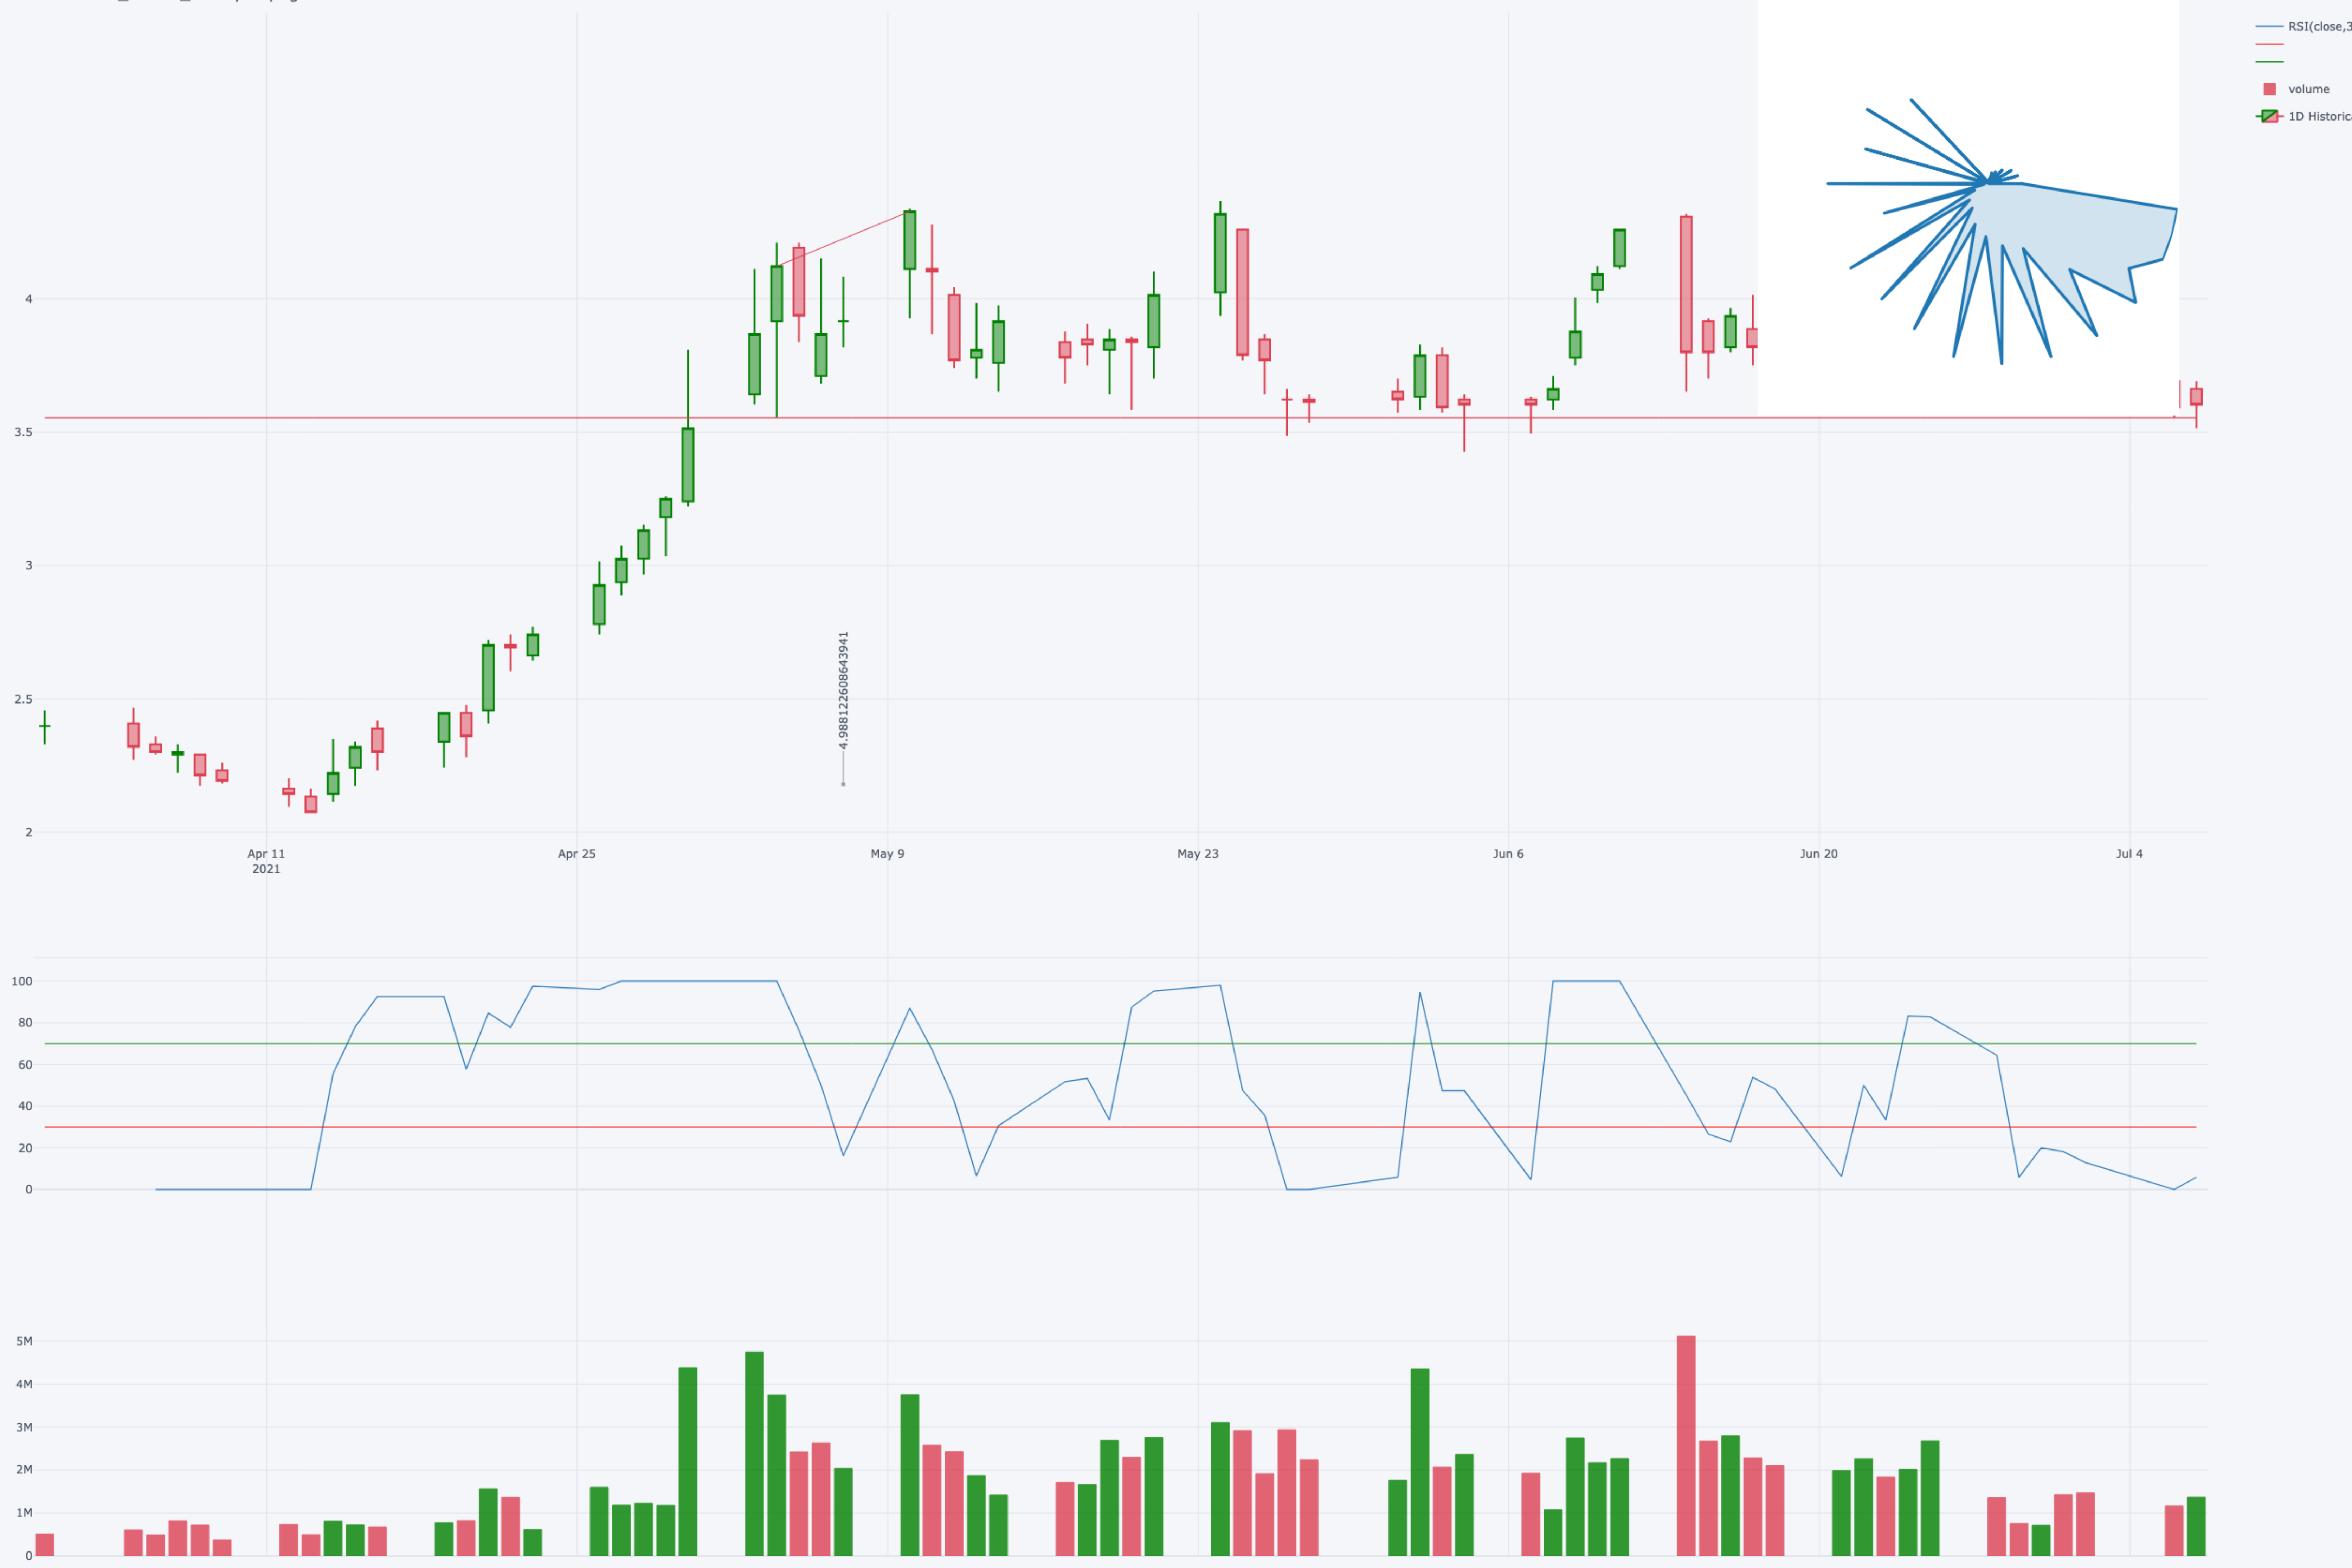 RSI(close,3
volume
1D Historic
4
3.5
3
2.5
2
4.988122608643941
Apr 11
2021
Apr 25
May 9
May 23
Jun 6
Jun 20
Jul 4
100
80
60
40
20
0
5M
4M
3M
2M
1M
0